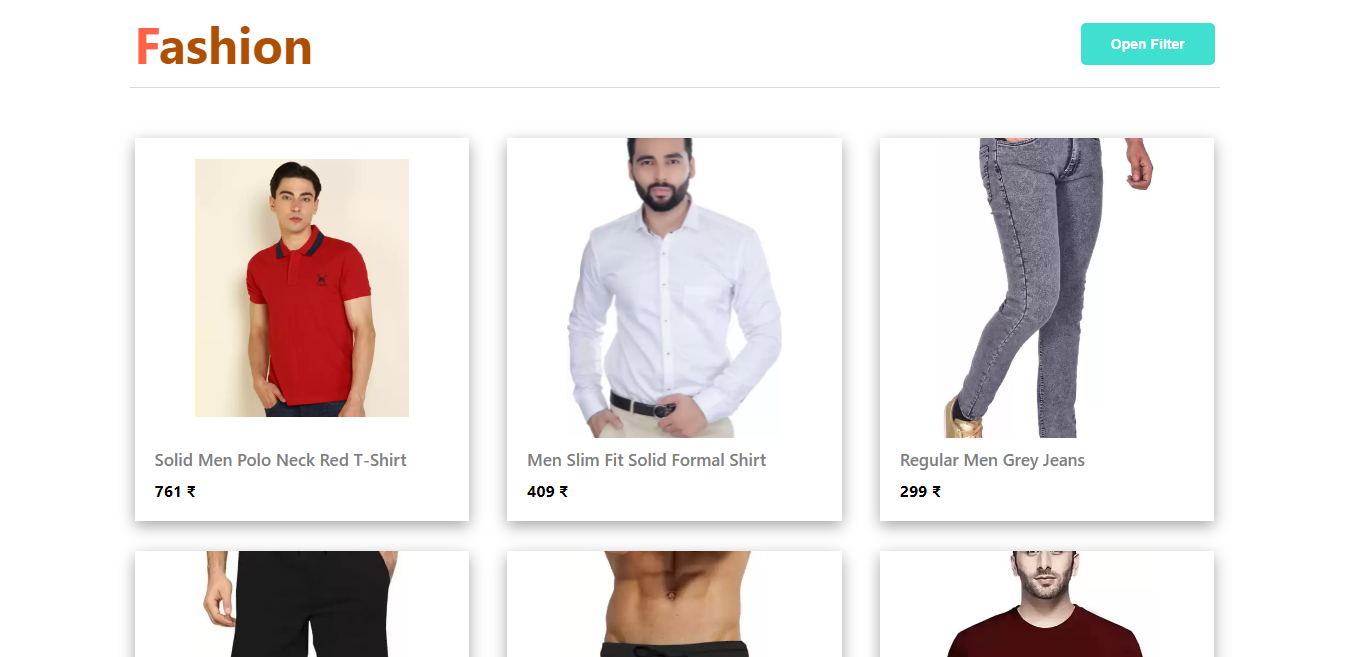 Fashion
Open Filter
Solid Men Polo Neck Red T-Shirt
761 ₹
Men Slim Fit Solid Formal Shirt
409 ₹
Regular Men Grey Jeans
299 ₹